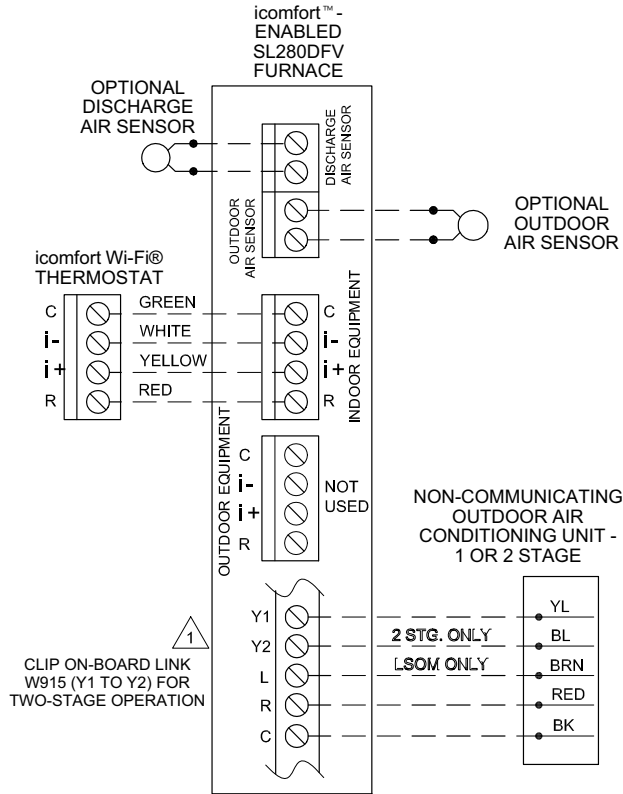 icomfort™-
ENABLED
SL280DFV
FURNACE
OPTIONAL
DISCHARGE
AIR SENSOR
DISCHARGE
AIR SENSOR
OUTDOOR
AIR SENSOR
OPTIONAL
OUTDOOR
AIR SENSOR
icomfort Wi-Fi®
THERMOSTAT
C GREEN C
i- WHITE i-
i+ YELLOW i+
R RED R
INDOOR EQUIPMENT
OUTDOOR EQUIPMENT
C
i-
i+
R
NOT
USED
NON-COMMUNICATING
OUTDOOR AIR
CONDITIONING UNIT -
1 OR 2 STAGE
1
CLIP ON-BOARD LINK
W915 (Y1 TO Y2) FOR
TWO-STAGE OPERATION
Y1 YL
Y2 2 STG. ONLY BL
L LSOM ONLY BRN
R RED
C BK